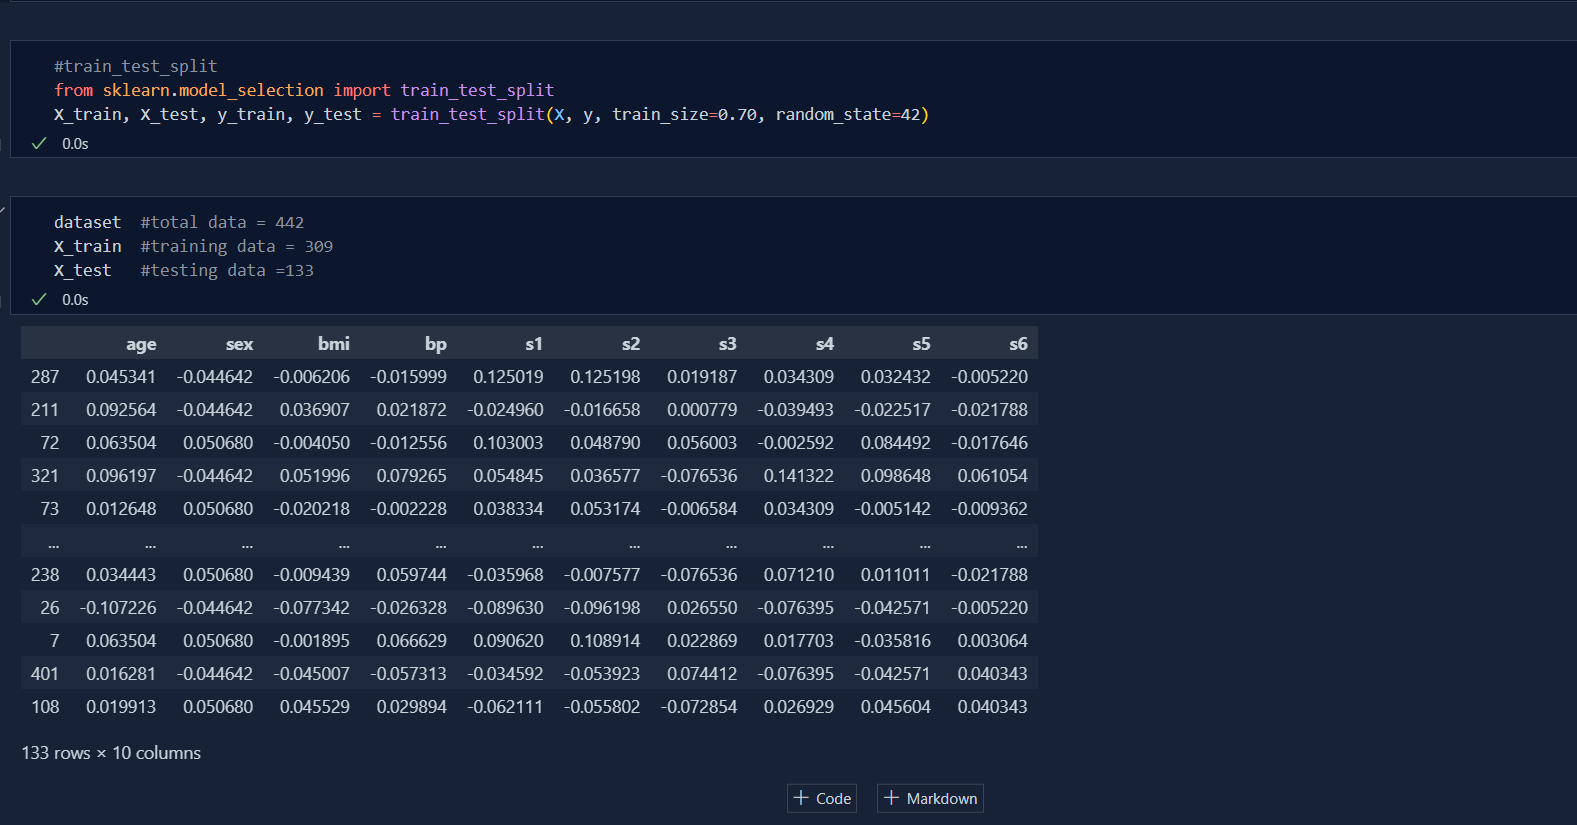 #train_test_split
from sklearn.model_selection import train_test_split
X_train, X_test, y_train, y_test = train_test_split(X, y, train_size=0.70, random_state=42)
0.0s
dataset  #total data = 442
X_train  #training data = 309
X_test   #testing data =133
0.0s
age sex bmi bp s1 s2 s3 s4 s5 s6
287 0.045341 -0.044642 -0.006206 -0.015999 0.125019 0.125198 0.019187 0.034309 0.032432 -0.005220
211 0.092564 -0.044642 0.036907 0.021872 -0.024960 -0.016658 0.000779 -0.039493 -0.022517 -0.021788
72 0.063504 0.050680 -0.004050 -0.012556 0.103003 0.048790 0.056003 -0.002592 0.084492 -0.017646
321 0.096197 -0.044642 0.051996 0.079265 0.054845 0.036577 -0.076536 0.141322 0.098648 0.061054
73 0.012648 0.050680 -0.020218 -0.002228 0.038334 0.053174 -0.006584 0.034309 -0.005142 -0.009362
... ... ... ... ... ... ... ... ... ... ...
238 0.034443 0.050680 -0.009439 0.059744 -0.035968 -0.007577 -0.076536 0.071210 0.011011 -0.021788
26 -0.107226 -0.044642 -0.077342 -0.026328 -0.089630 -0.096198 0.026550 -0.076395 -0.042571 -0.005220
7 0.063504 0.050680 -0.001895 0.066629 0.090620 0.108914 0.022869 0.017703 -0.035816 0.003064
401 0.016281 -0.044642 -0.045007 -0.057313 -0.034592 -0.053923 0.074412 -0.076395 -0.042571 0.040343
108 0.019913 0.050680 0.045529 0.029894 -0.062111 -0.055802 -0.072854 0.026929 0.045604 0.040343
133 rows × 10 columns
+ Code + Markdown